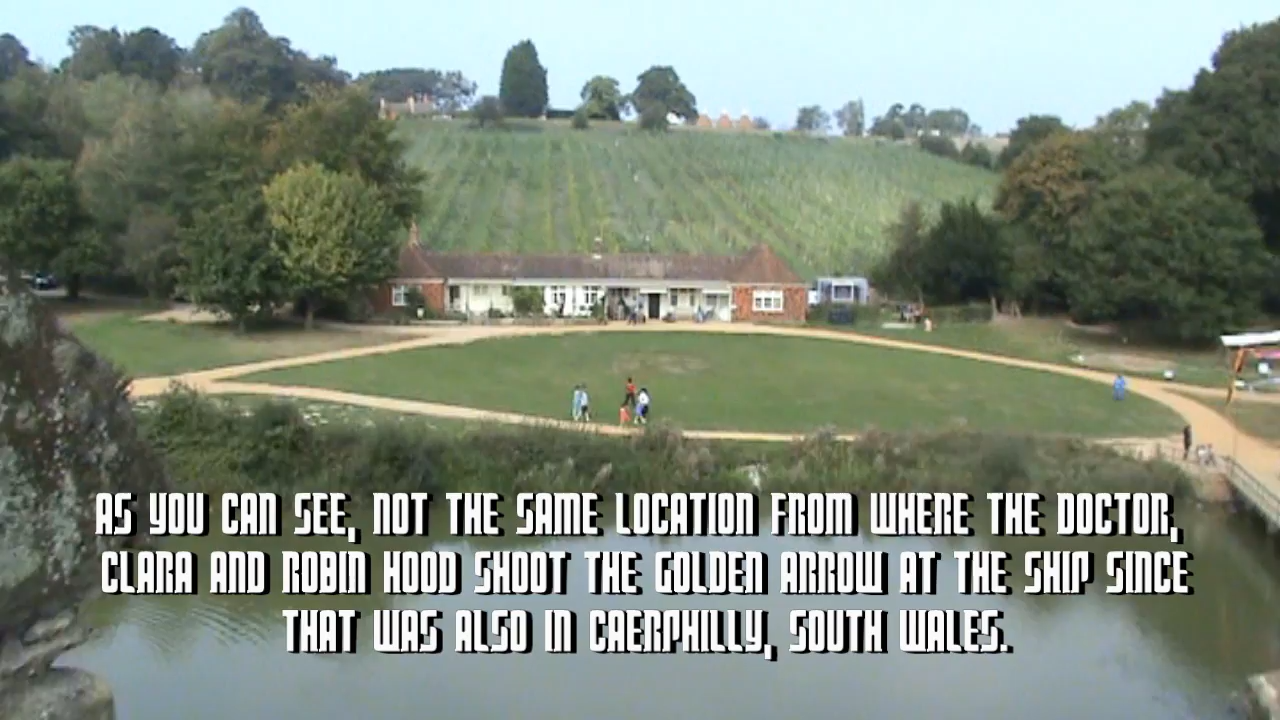 AS YOU CAN SEE, NOT THE SAME LOCATION FROM WHERE THE DOCTOR,
CLARA AND ROBIN HOOD SHOOT THE GOLDEN ARROW AT THE SHIP SINCE
THAT WAS ALSO IN CAERPHILLY, SOUTH WALES.